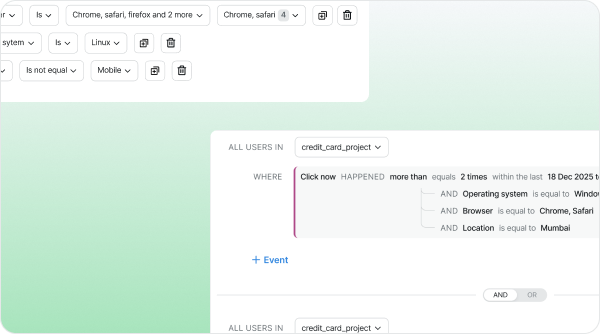 Is Chrome, safari, firefox and 2 more Chrome, safari 4
sytem Is Linux
Is not equal Mobile
ALL USERS IN credit_card_project
WHERE Click now HAPPENED more than equals 2 times within the last 18 Dec 2025 to
AND Operating system is equal to Windo
AND Browser is equal to Chrome, Safari
AND Location is equal to Mumbai
+ Event
AND OR
ALL USERS IN credit_card_project